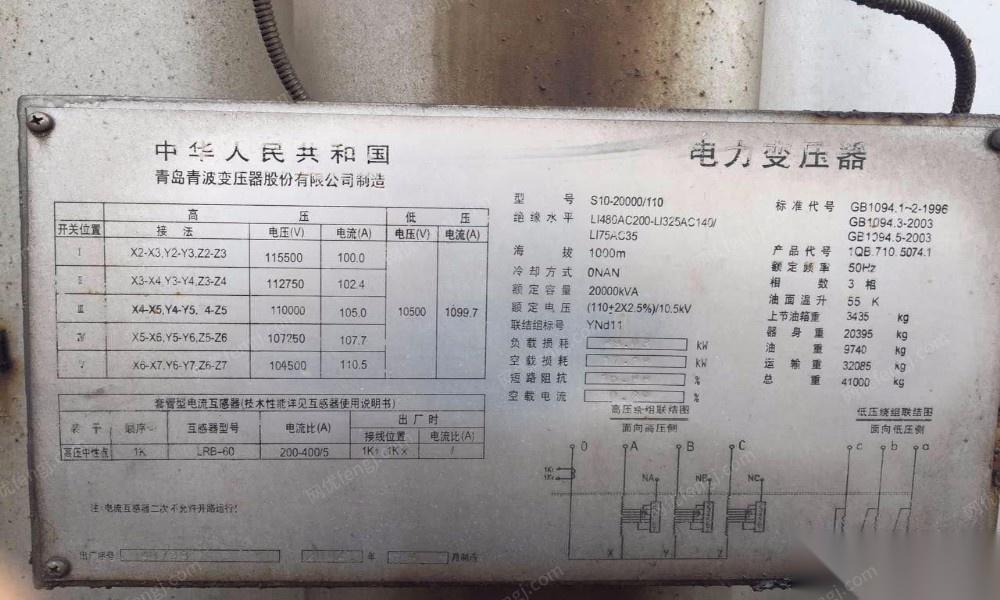 中华人民共和国
青岛青波变压器股份有限公司制造
电力变压器
开关位置 高压 低压
接法 电压(V) 电流(A) 电压(V) 电流(A)
I X2-X3,Y2-Y3,Z2-Z3 115500 100.0
II X3-X4,Y3-Y4,Z3-Z4 112750 102.4
III X4-X5,Y4-Y5, 4-Z5 110000 105.0 10500 1099.7
IV X5-X6,Y5-Y6,Z5-Z6 107250 107.7
V X6-X7,Y6-Y7,Z6-Z7 104500 110.5
套管型电流互感器(技术性能详见互感器使用说明书)
装于 顺序 互感器型号 电流比(A) 出厂时
接线位置 电流比(A)
高压中性点 1K LRB-60 200-400/5 /
注:电流互感器二次不允许开路运行!
出厂序号 年 月制造
型号 S10-20000/110
绝缘水平 LI480AC200-LI325AC140/
LI75AC35
海拔 1000m
冷却方式 ONAN
额定容量 20000kVA
额定电压 (110±2X2.5%)/10.5kV
联结组标号 YNd11
负载损耗 kW
空载损耗 kW
短路阻抗 %
空载电流 %
标准代号 GB1094.1~2-1996
GB1094.3-2003
GB1094.5-2003
产品代号 1QB.710.5074.1
额定频率 50Hz
相数 3 相
油面温升 55 K
上节油箱重 3435 kg
器身重 20395 kg
油重 9740 kg
运输重 32085 kg
总重 41000 kg
高压绕组联结图
面向高压侧
低压绕组联结图
面向低压侧
O A B C
c b a
NA NB NC
X Y Z